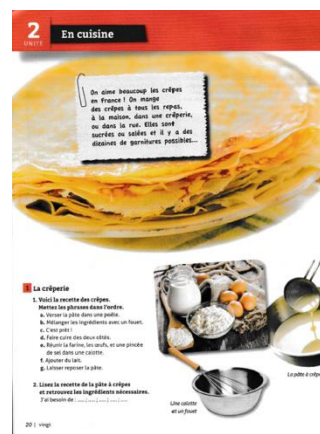 2
UNITÉ
En cuisine
On aime beaucoup les crêpes
en France ! On mange
des crêpes à tous les repas,
à la maison, dans une crêperie,
ou dans la rue. Elles sont
sucrées ou salées et il y a des
dizaines de garnitures possibles...
1 La crêperie
1. Voici la recette des crêpes.
Mettez les phrases dans l'ordre.
a. Verser la pâte dans une poêle.
b. Mélanger les ingrédients avec un fouet.
c. C'est prêt !
d. Faire cuire des deux côtés.
e. Réunir la farine, les œufs, et une pincée
de sel dans une calotte.
f. Ajouter du lait.
g. Laisser reposer la pâte.
2. Lisez la recette de la pâte à crêpes
et retrouvez les ingrédients nécessaires.
J'ai besoin de :
Une calotte
et un fouet
La pâte à crêp
20 | vingt